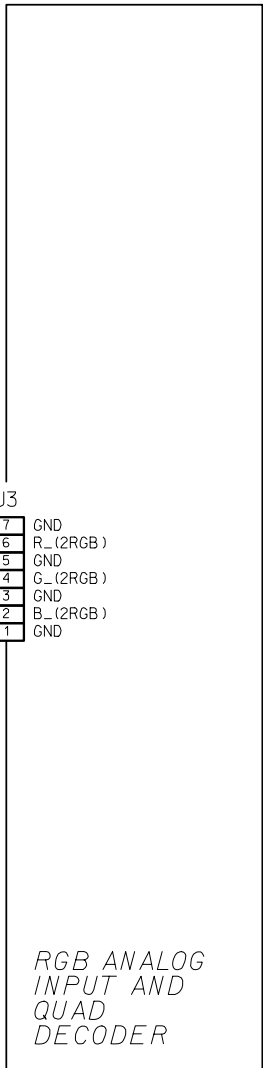 J3
7 GND
6 R_(2RGB)
5 GND
4 G_(2RGB)
3 GND
2 B_(2RGB)
1 GND
RGB ANALOG
INPUT AND
QUAD
DECODER